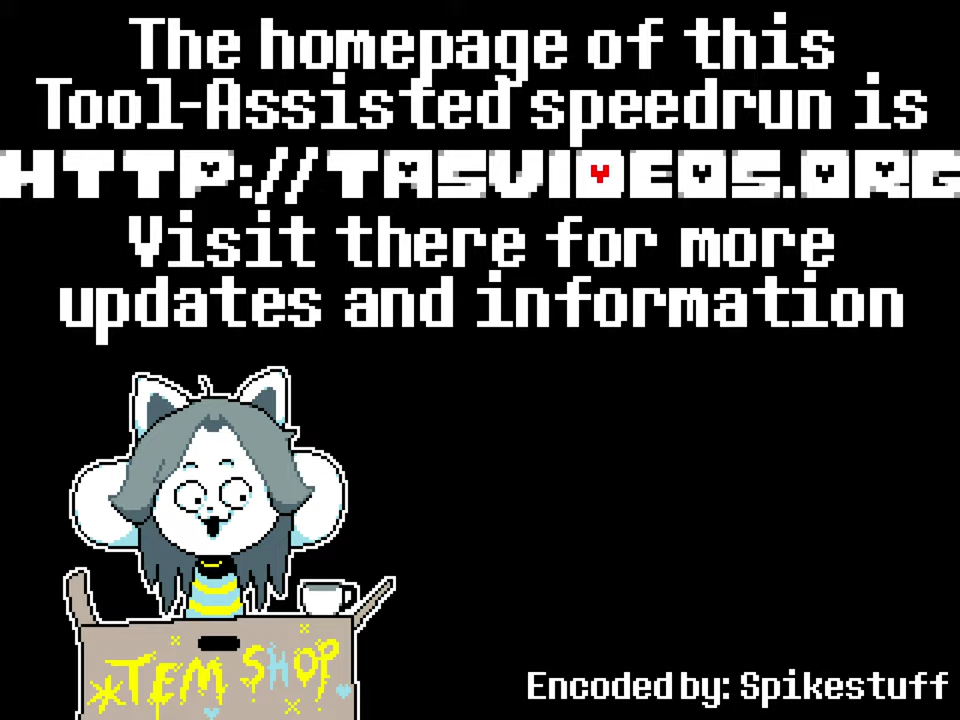 The homepage of this
Tool-Assisted speedrun is
HTTP://TASVIDEOS.ORG
Visit there for more
updates and information
*TEM SHOP
Encoded by: Spikestuff